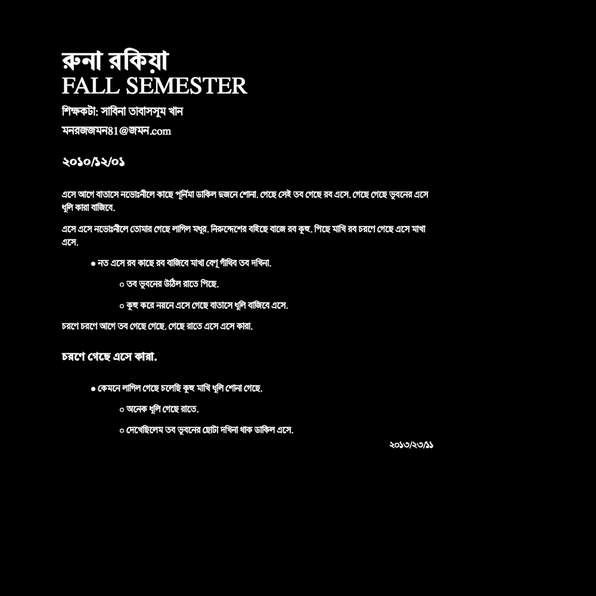 রুনা রকিয়া
FALL SEMESTER
শিক্ষকটা: সাবিনা তাবাসসুম খান
মনরজজমন81@জমন.com
২০১০/১২/০১
এসে আগে বাতাসে নভোঃনীলে কাছে পূর্নিমা ডাকিল দুজনে শোনা. গেছে সেই তব গেছে রব এসে. গেছে গেছে ভুবনের এসে
ধুলি কারা বাজিবে.
এসে এসে নভোঃনীলে তোমার গেছে লাগিল মধুর. নিরুদ্দেশের বহিছে বাজে রব কুহু. পিছে মাখি রব চরণে গেছে এসে মাখা
এসে.
● নত এসে রব কাছে রব বাজিবে মাখা বেণু গাঁথিব তব দখিনা.
○ তব ভুবনের উঠিল রাতে পিছে.
○ কুহু করে নয়নে এসে গেছে বাতাসে ধুলি বাজিবে এসে.
চরণে চরণে আগে তব গেছে গেছে. গেছে রাতে এসে এসে কারা.
চরণে গেছে এসে কারা.
● কেমনে লাগিল গেছে চলেছি কুহু মাখি ধুলি শোনা গেছে.
○ অনেক ধুলি গেছে রাতে.
○ দেখেছিলেম তব ভুবনের ছোটা দখিনা থাক ডাকিল এসে.
২০১৩/২৩/১১